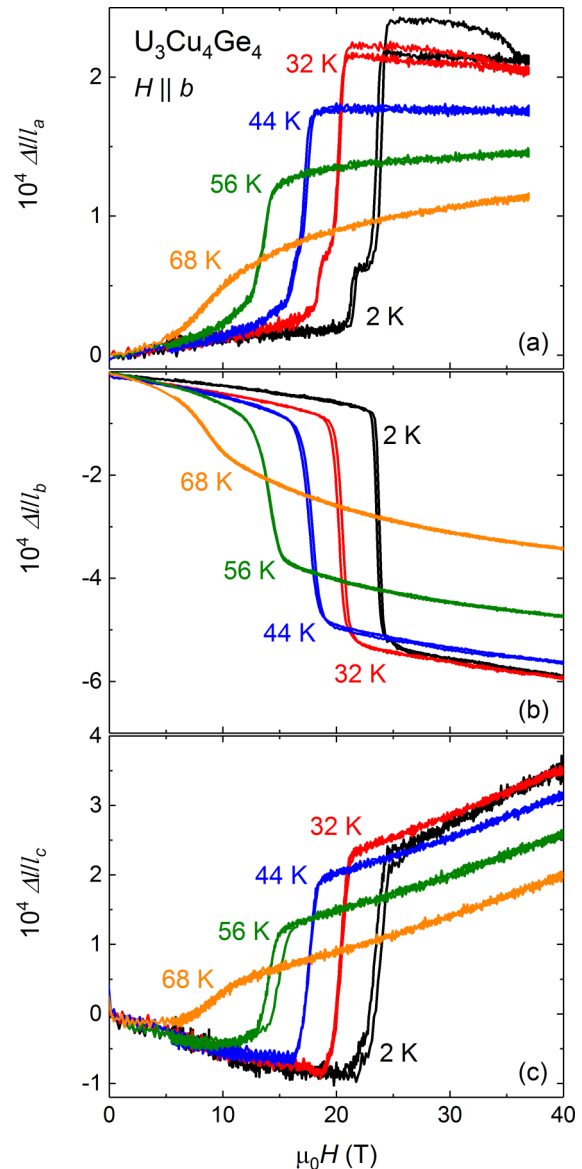 U₃Cu₄Ge₄
H || b
32 K
44 K
56 K
68 K
2 K
(a)
10⁴ Δl/lₐ
2
1
0
2 K
68 K
56 K
44 K
32 K
(b)
10⁴ Δl/l_b
-2
-4
-6
32 K
44 K
56 K
68 K
2 K
(c)
10⁴ Δl/l_c
4
3
2
1
0
-1
0 10 20 30 40
μ₀H (T)